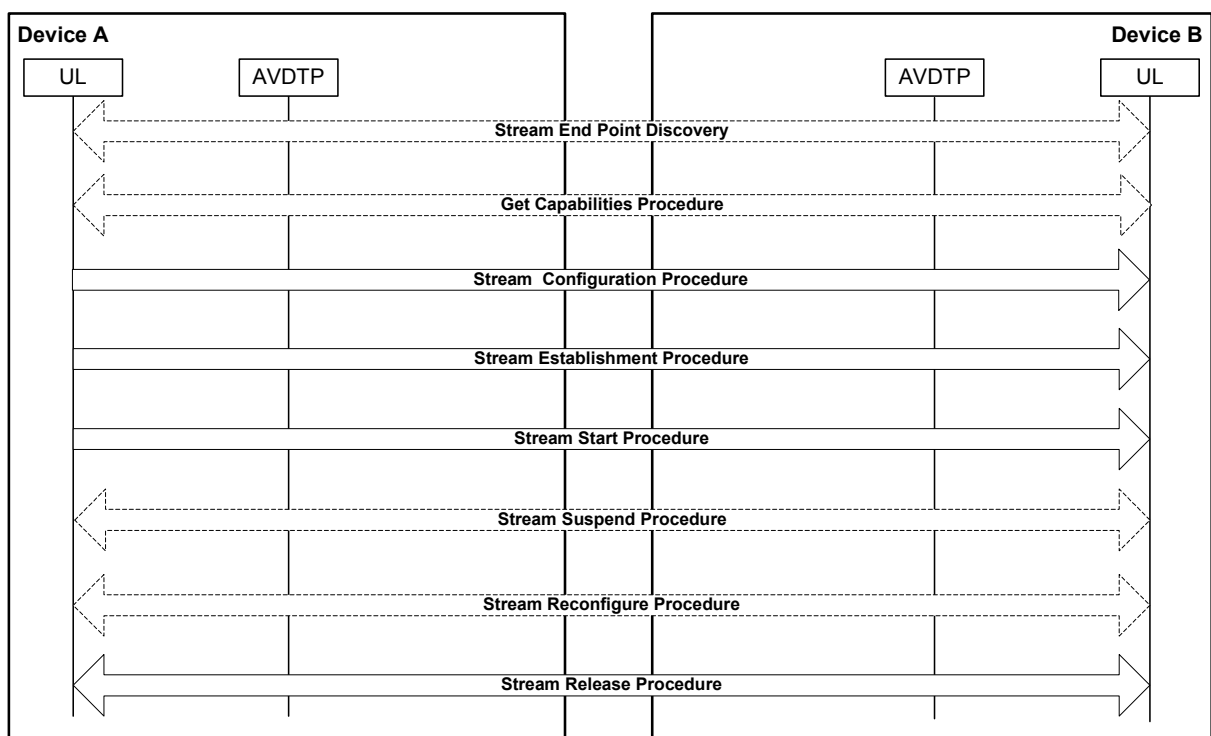 Device A
Device B
UL
AVDTP
AVDTP
UL
Stream End Point Discovery
Get Capabilities Procedure
Stream Configuration Procedure
Stream Establishment Procedure
Stream Start Procedure
Stream Suspend Procedure
Stream Reconfigure Procedure
Stream Release Procedure